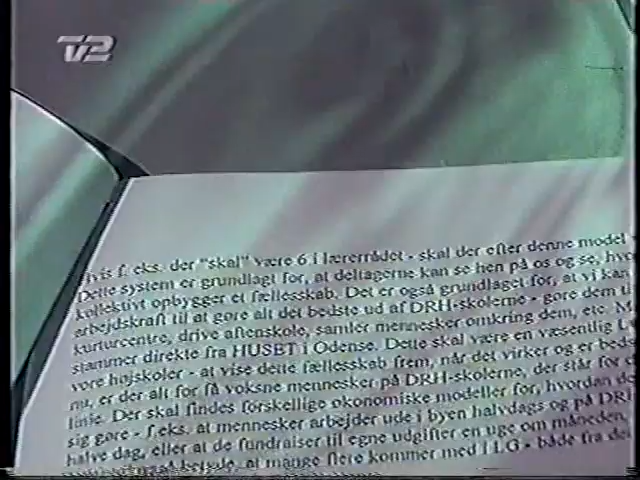 TV2
Hvis f. eks. der "skal" være 6 i lærerrådet - skal der efter denne model
Dette system er grundlagt for, at deltagerne kan se hen på os og se, hvo
kollektivt opbygger et fællesskab. Det er også grundlaget for, at vi kan
arbejdskraft til at gøre alt det bedste ud af DRH-skolerne - gøre dem ti
kurturcentre, drive aftenskole, samler mennesker omkring dem, etc. M
stammer direkte fra HUSET i Odense. Dette skal være en væsentlig L
vore højskoler - at vise dette fællesskab frem, når det virker og er beds
nu, er der alt for få voksne mennesker på DRH-skolerne, der står for
linie. Der skal findes forskellige økonomiske modeller for, hvordan de
sig gøre - f.eks. at mennesker arbejder ude i byen halvdags og på DRH
halve dag, eller at de fundraiser til egne udgifter en uge om måneden.
at mange flere kommer med i LG - både fra de